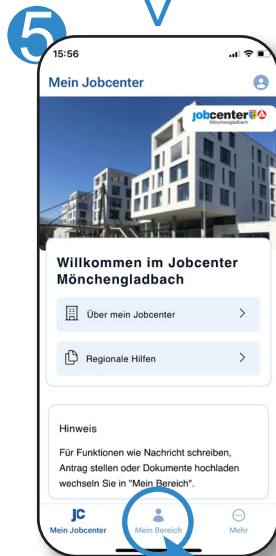 5
15:56
Mein Jobcenter
jobcenter
Mönchengladbach
Willkommen im Jobcenter
Mönchengladbach
Über mein Jobcenter
Regionale Hilfen
Hinweis
Für Funktionen wie Nachricht schreiben,
Antrag stellen oder Dokumente hochladen
wechseln Sie in "Mein Bereich".
JC
Mein Jobcenter Mein Bereich Mehr